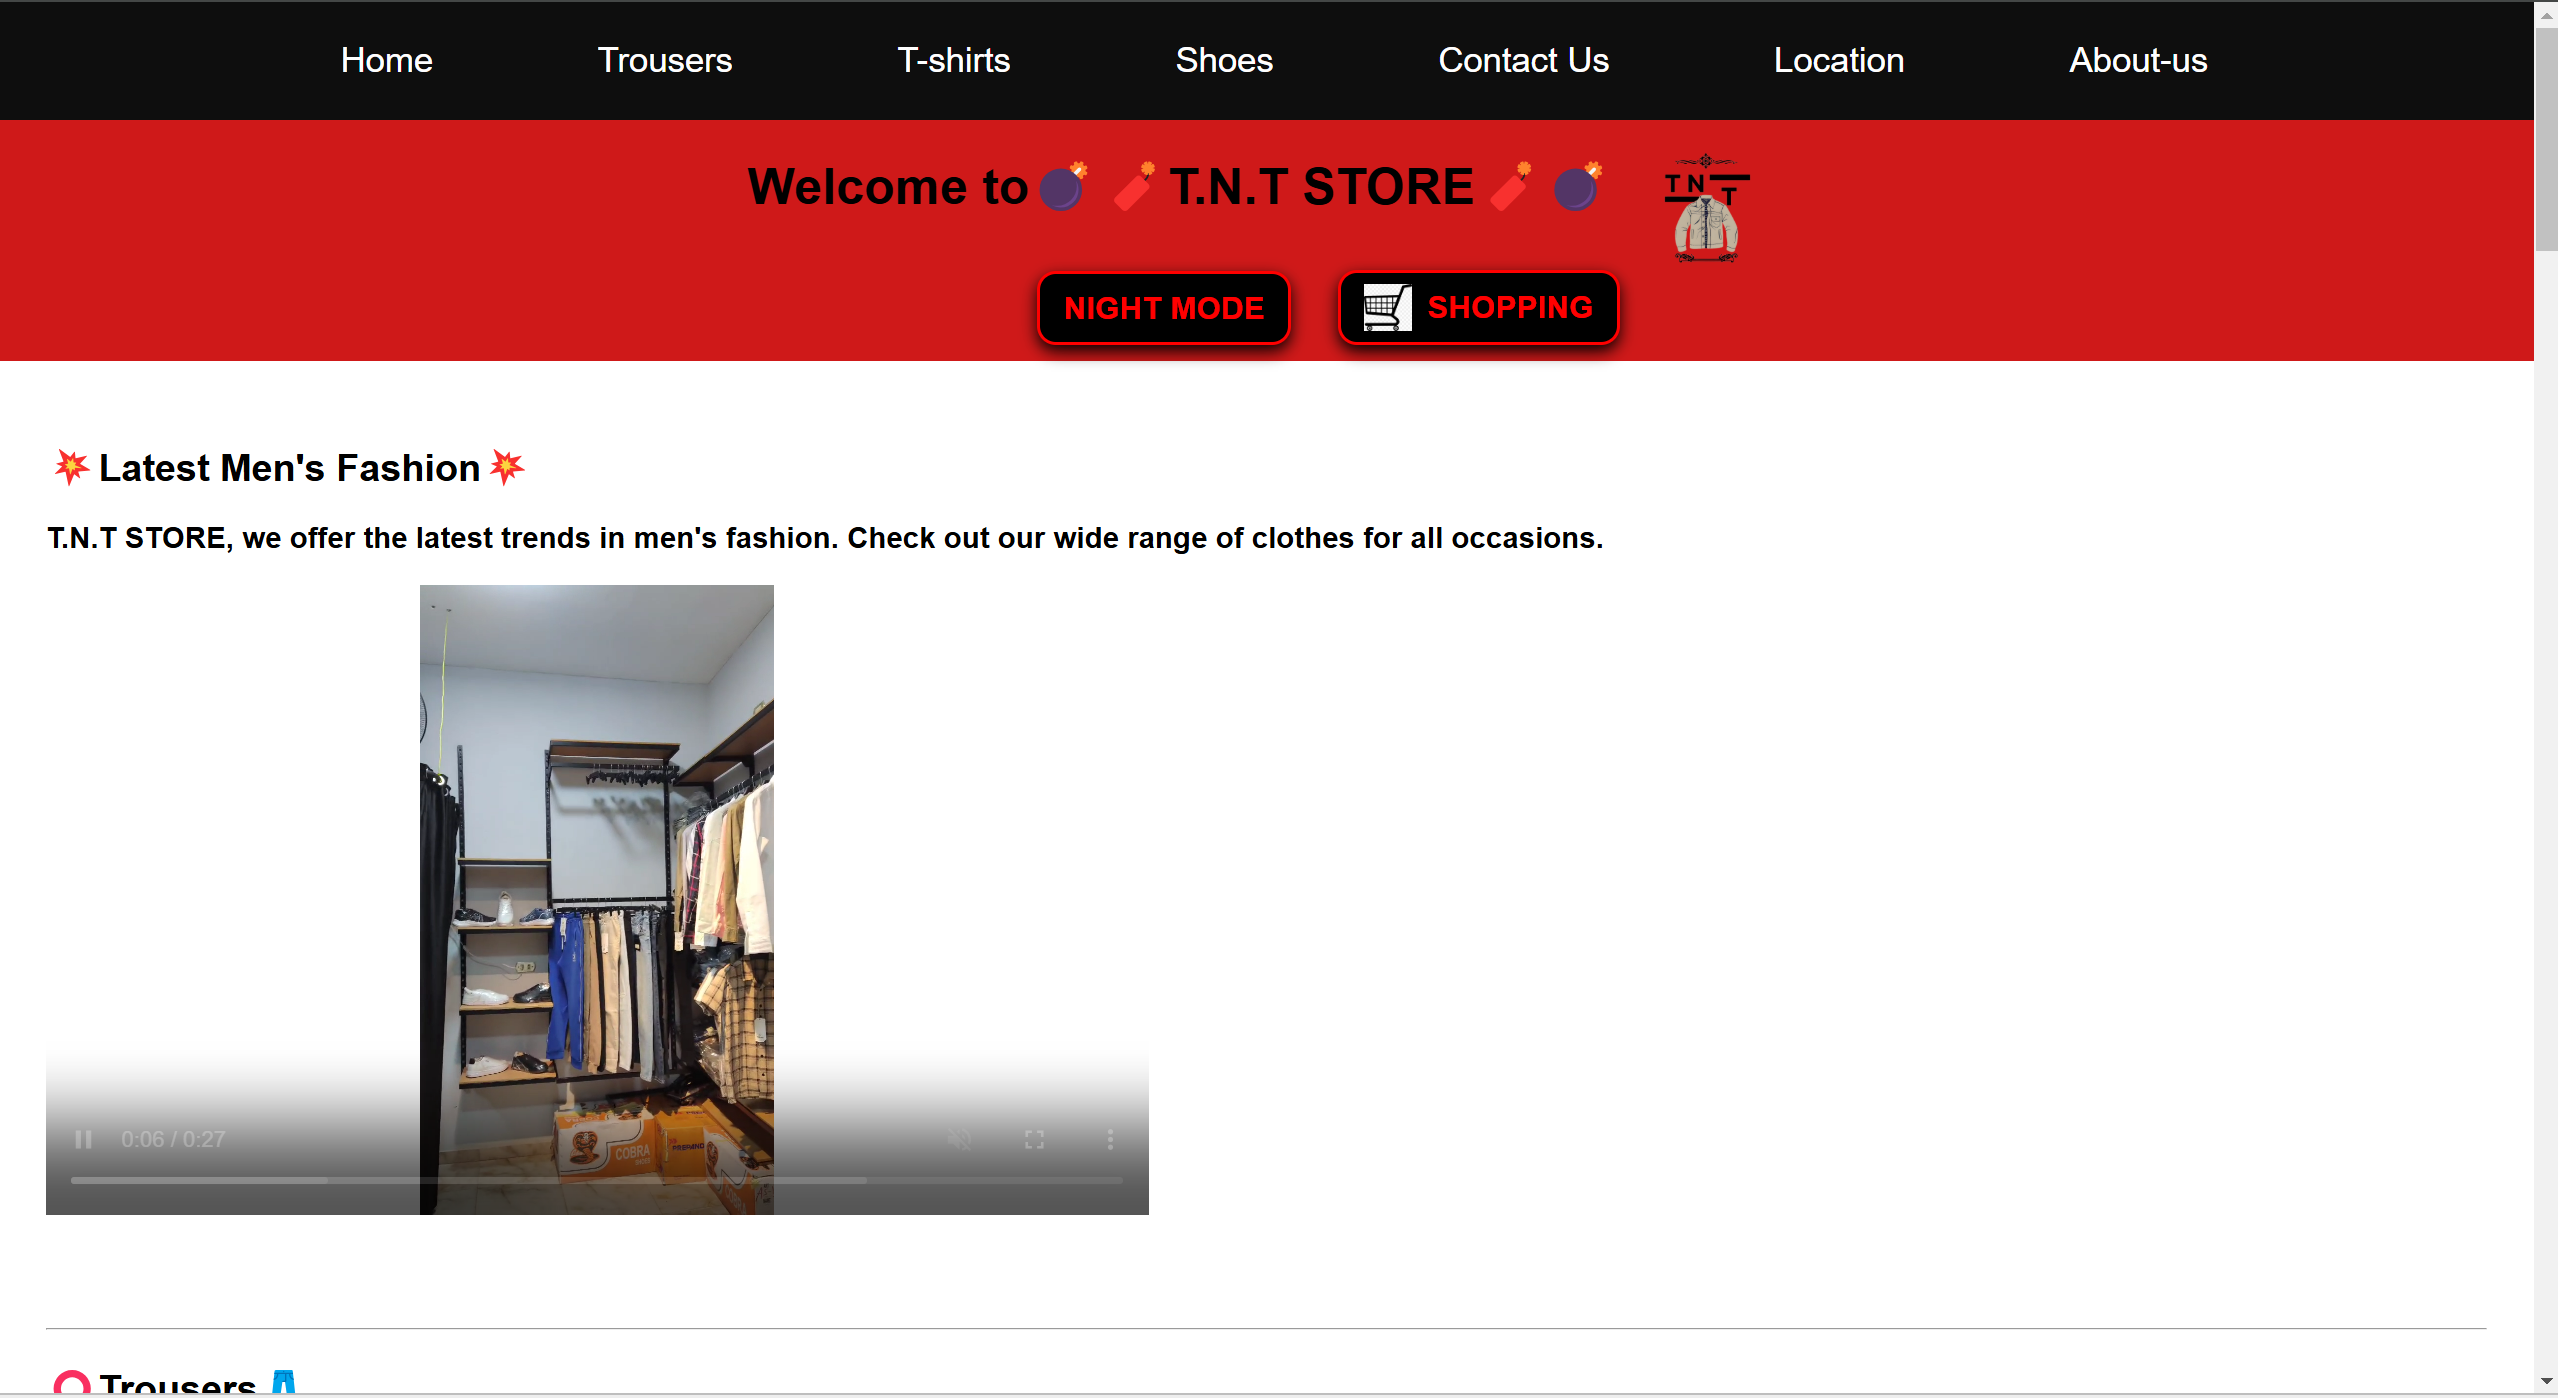 Home Trousers T-shirts Shoes Contact Us Location About-us
Welcome to 💣 🧨 T.N.T STORE 🧨 💣
T N T
NIGHT MODE
SHOPPING
💥 Latest Men's Fashion 💥
T.N.T STORE, we offer the latest trends in men's fashion. Check out our wide range of clothes for all occasions.
COBRA
0:06 / 0:27
⭕ Trousers 👖